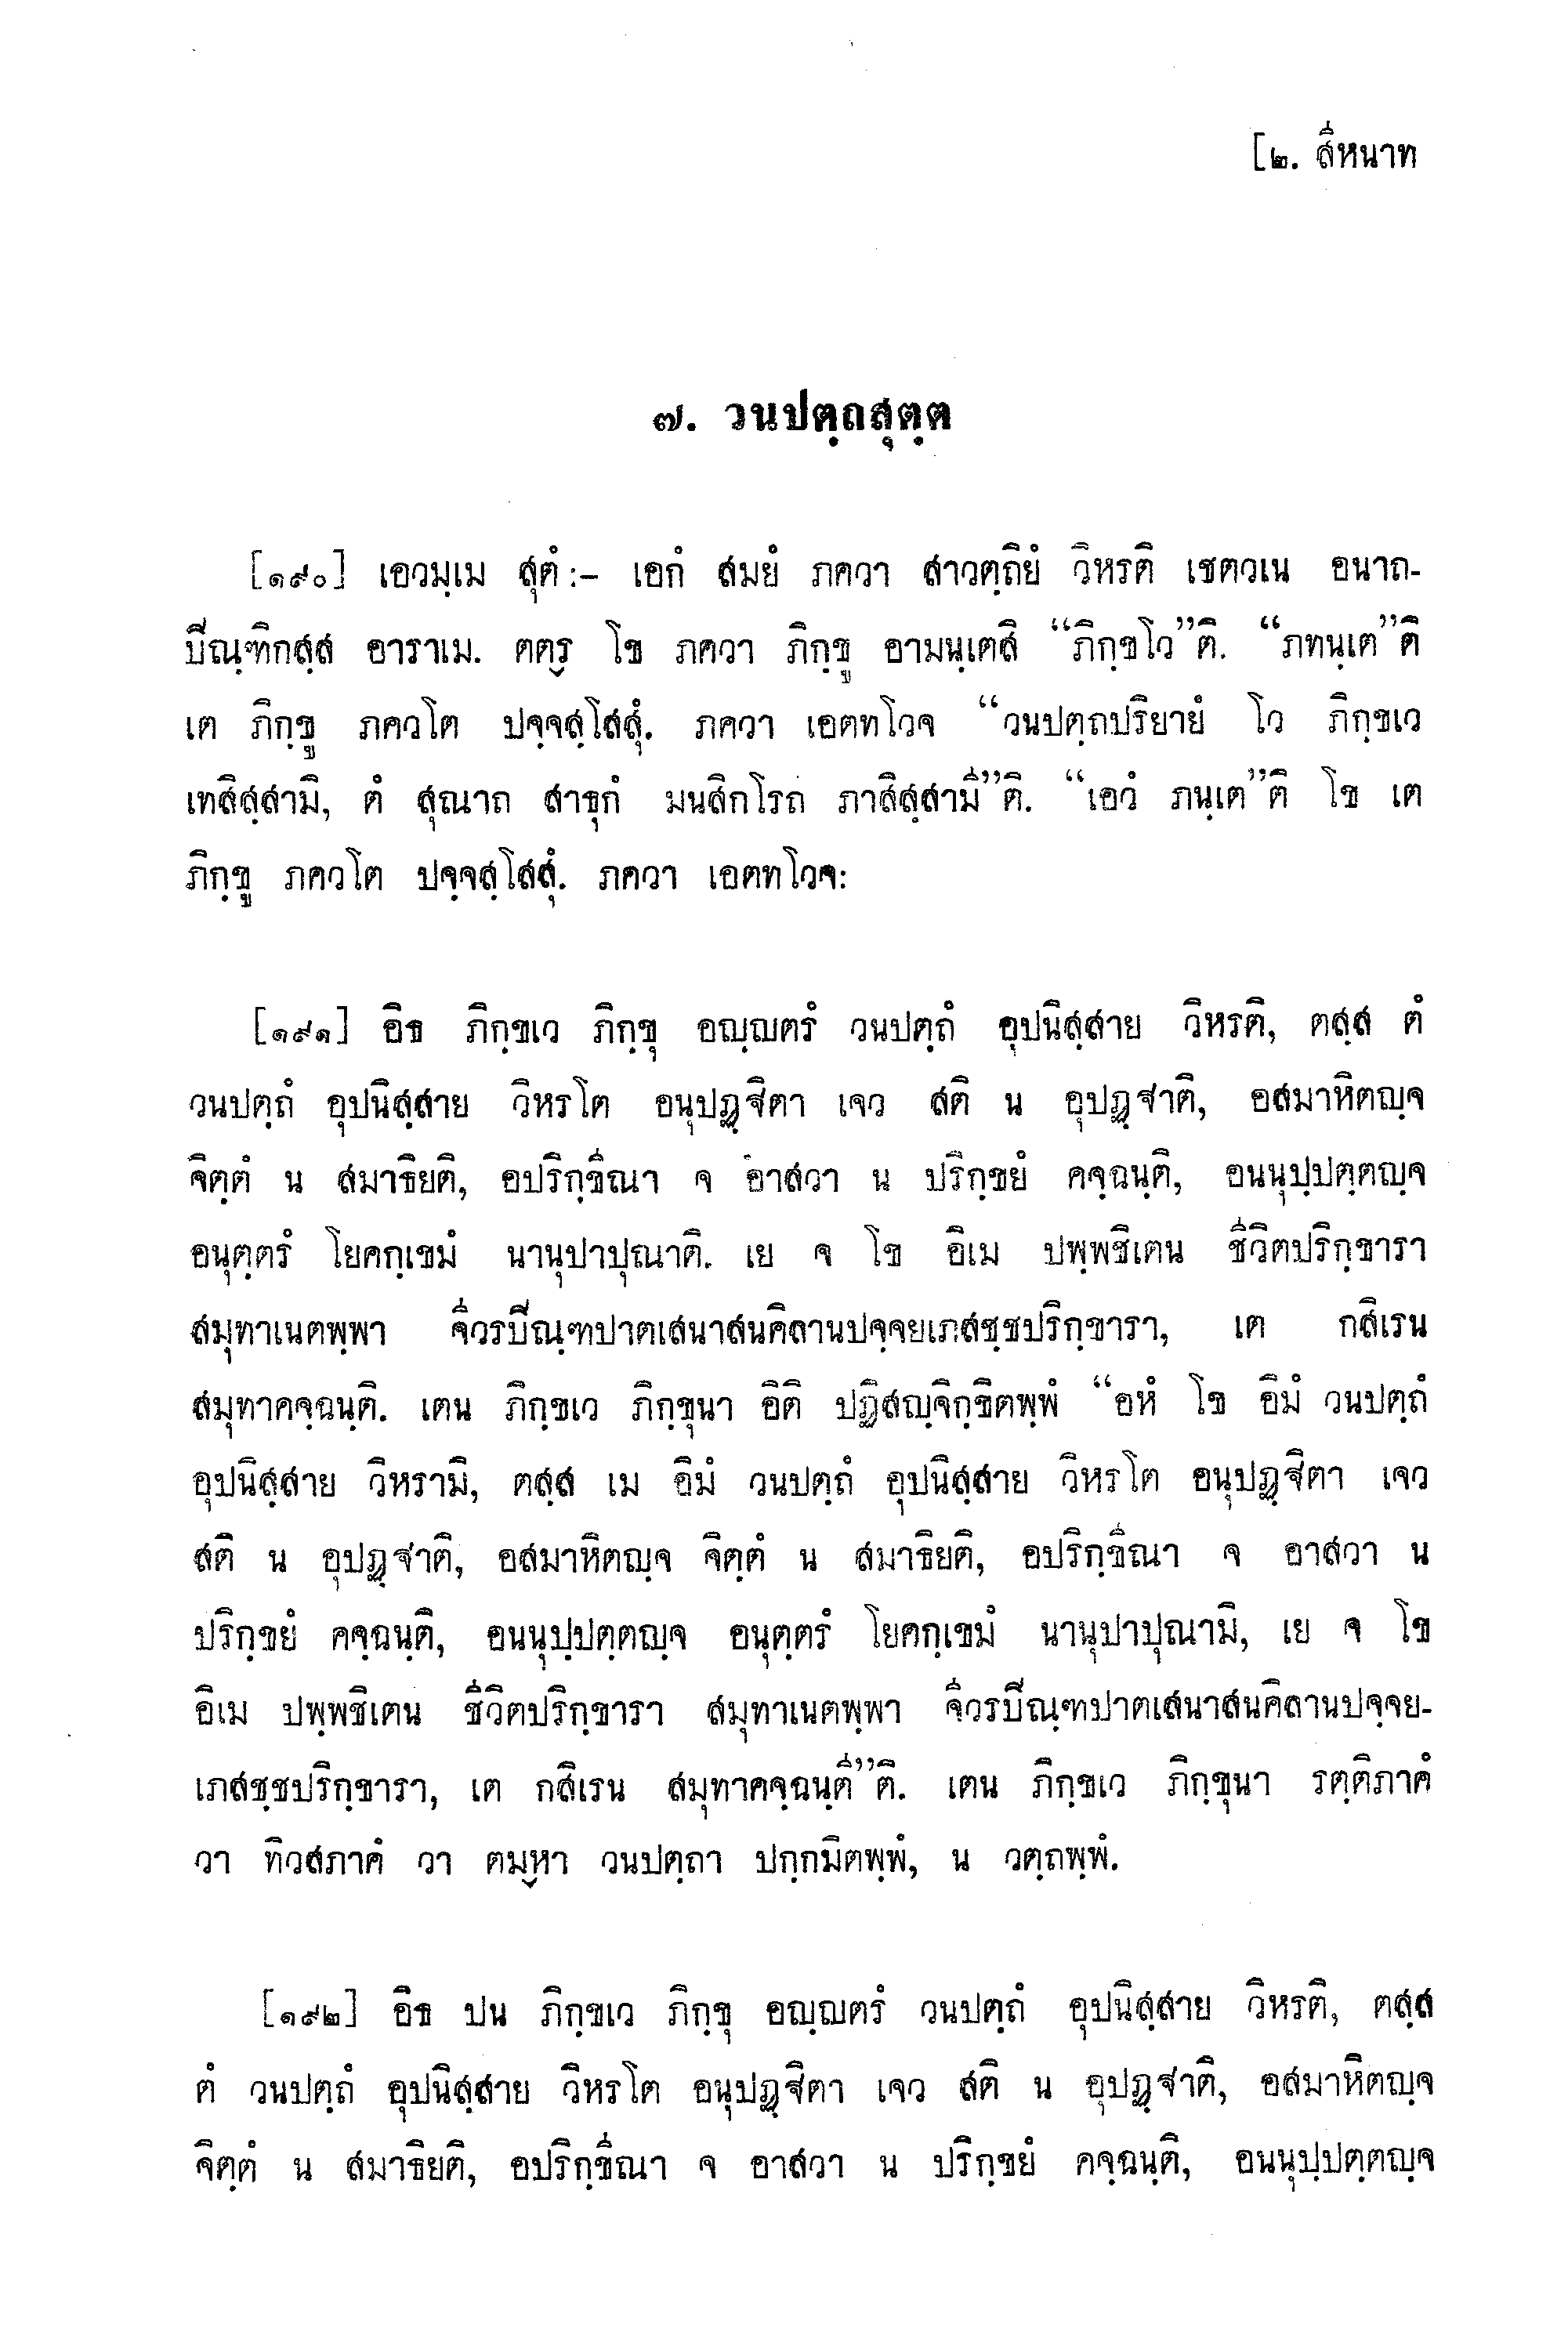 [๒. สีหนาท
๗. วนปตฺถสุตฺต
[๑๙๐] เอวมฺเม สุตํ :– เอกํ สมยํ ภควา สาวตฺถิยํ วิหรติ เชตวเน อนาถ-
ปิณฺฑิกสฺส อาราเม. ตตฺร โข ภควา ภิกฺขู อามนฺเตสิ “ภิกฺขโว”ติ. “ภทนฺเต”ติ
เต ภิกฺขู ภควโต ปจฺจสฺโสสุํ. ภควา เอตทโวจ “วนปตฺถปริยายํ โว ภิกฺขเว
เทสิสฺสามิ, ตํ สุณาถ สาธุกํ มนสิกโรถ ภาสิสฺสามี”ติ. “เอวํ ภนฺเต”ติ โข เต
ภิกฺขู ภควโต ปจฺจสฺโสสุํ. ภควา เอตทโวจ:
[๑๙๑] อิธ ภิกฺขเว ภิกฺขุ อญฺญตรํ วนปตฺถํ อุปนิสฺสาย วิหรติ, ตสฺส ตํ
วนปตฺถํ อุปนิสฺสาย วิหรโต อนุปฏฺฐิตา เจว สติ น อุปฏฺฐาติ, อสมาหิตญฺจ
จิตฺตํ น สมาธิยติ, อปริกฺขีณา จ อาสวา น ปริกฺขยํ คจฺฉนฺติ, อนนุปฺปตฺตญฺจ
อนุตฺตรํ โยคกฺเขมํ นานุปาปุณาติ. เย จ โข อิเม ปพฺพชิเตน ชีวิตปริกฺขารา
สมุทาเนตพฺพา จีวรปิณฺฑปาตเสนาสนคิลานปจฺจยเภสชฺชปริกฺขารา, เต กสิเรน
สมุทาคจฺฉนฺติ. เตน ภิกฺขเว ภิกฺขุนา อิติ ปฏิสญฺจิกฺขิตพฺพํ “อหํ โข อิมํ วนปตฺถํ
อุปนิสฺสาย วิหรามิ, ตสฺส เม อิมํ วนปตฺถํ อุปนิสฺสาย วิหรโต อนุปฏฺฐิตา เจว
สติ น อุปฏฺฐาติ, อสมาหิตญฺจ จิตฺตํ น สมาธิยติ, อปริกฺขีณา จ อาสวา น
ปริกฺขยํ คจฺฉนฺติ, อนนุปฺปตฺตญฺจ อนุตฺตรํ โยคกฺเขมํ นานุปาปุณามิ, เย จ โข
อิเม ปพฺพชิเตน ชีวิตปริกฺขารา สมุทาเนตพฺพา จีวรปิณฺฑปาตเสนาสนคิลานปจฺจย-
เภสชฺชปริกฺขารา, เต กสิเรน สมุทาคจฺฉนฺตี”ติ. เตน ภิกฺขเว ภิกฺขุนา รตฺติภาคํ
วา ทิวสภาคํ วา ตมฺหา วนปตฺถา ปกฺกมิตพฺพํ, น วตฺถพฺพํ.
[๑๙๒] อิธ ปน ภิกฺขเว ภิกฺขุ อญฺญตรํ วนปตฺถํ อุปนิสฺสาย วิหรติ, ตสฺส
ตํ วนปตฺถํ อุปนิสฺสาย วิหรโต อนุปฏฺฐิตา เจว สติ น อุปฏฺฐาติ, อสมาหิตญฺจ
จิตฺตํ น สมาธิยติ, อปริกฺขีณา จ อาสวา น ปริกฺขยํ คจฺฉนฺติ, อนนุปฺปตฺตญฺจ